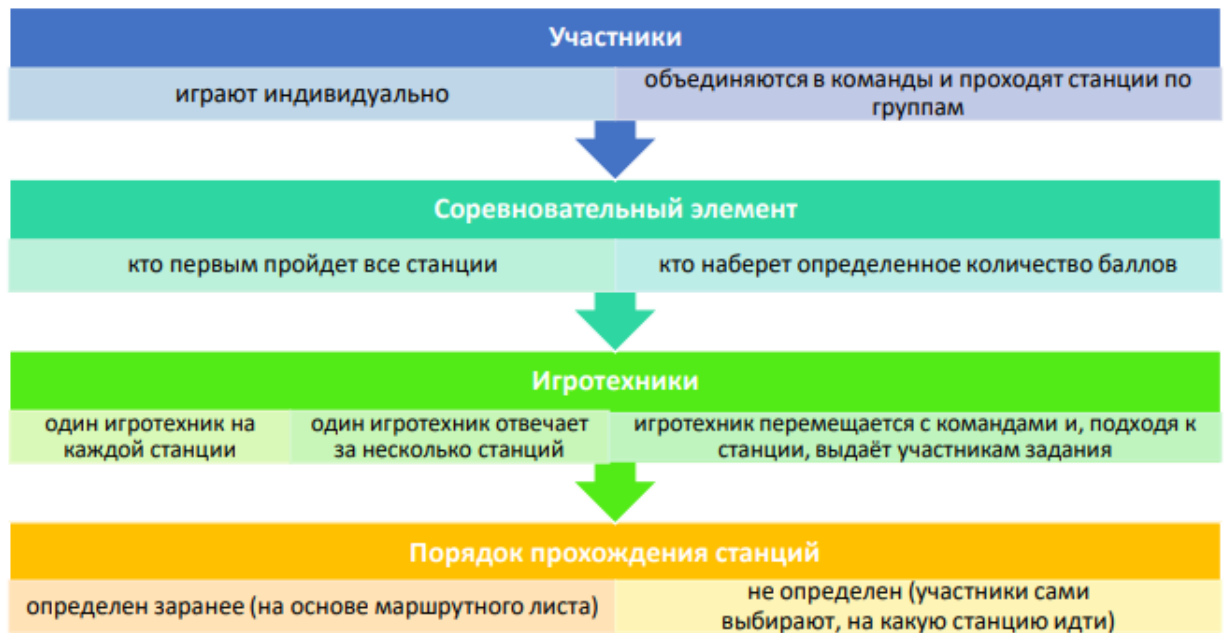 Участники
играют индивидуально
объединяются в команды и проходят станции по
группам
Соревновательный элемент
кто первым пройдет все станции
кто наберет определенное количество баллов
Игротехники
один игротехник на
каждой станции
один игротехник отвечает
за несколько станций
игротехник перемещается с командами и, подходя к
станции, выдаёт участникам задания
Порядок прохождения станций
определен заранее (на основе маршрутного листа)
не определен (участники сами
выбирают, на какую станцию идти)